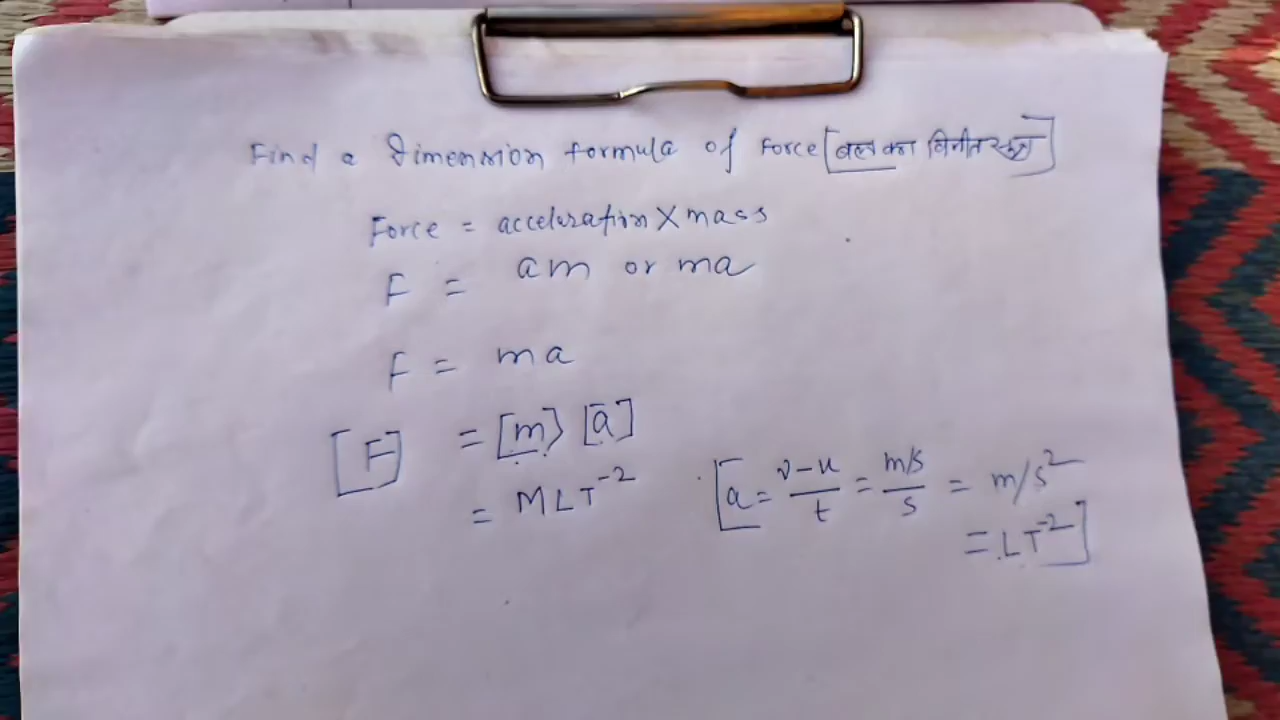 Find a dimension formula of Force [बल का विनीत सूत्र]
Force = acceleration X mass
F = am or ma
F = ma
[F] = [m} [a]
= MLT⁻² [a = v-u/t = m/s/s = m/s²
= LT⁻²]